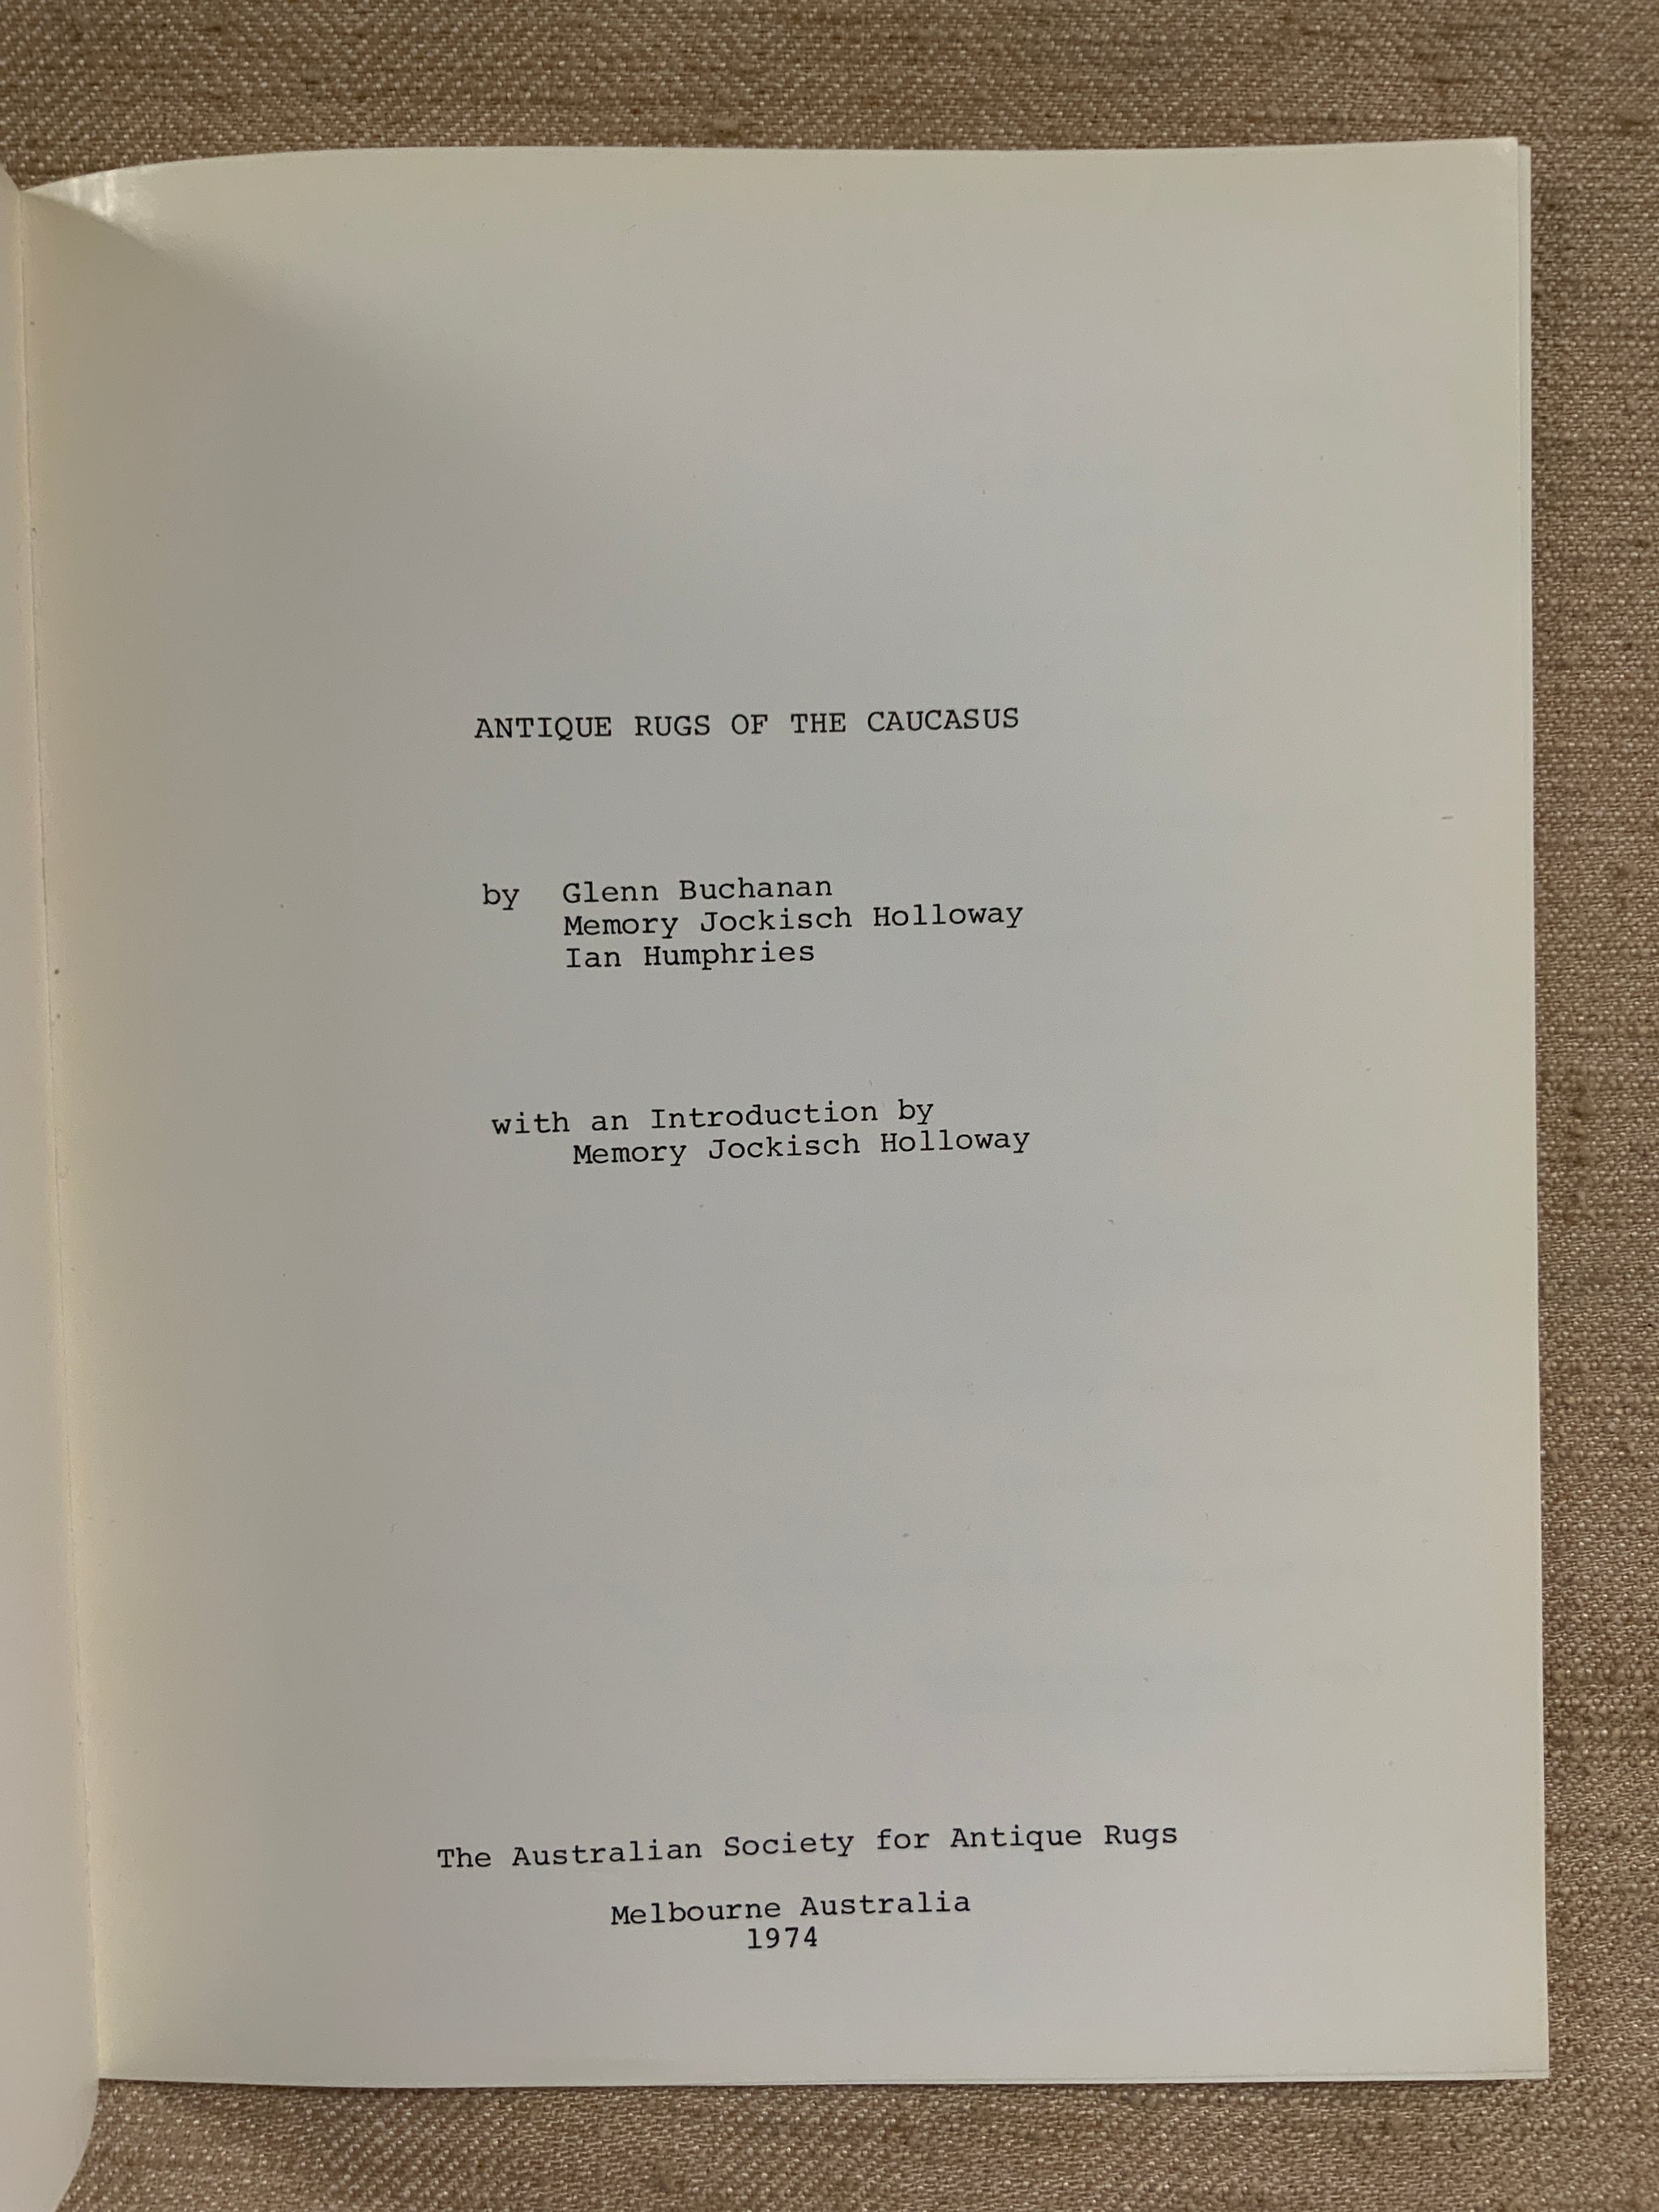 ANTIQUE RUGS OF THE CAUCASUS
by Glenn Buchanan
Memory Jockisch Holloway
Ian Humphries
with an Introduction by
Memory Jockisch Holloway
The Australian Society for Antique Rugs
Melbourne Australia
1974